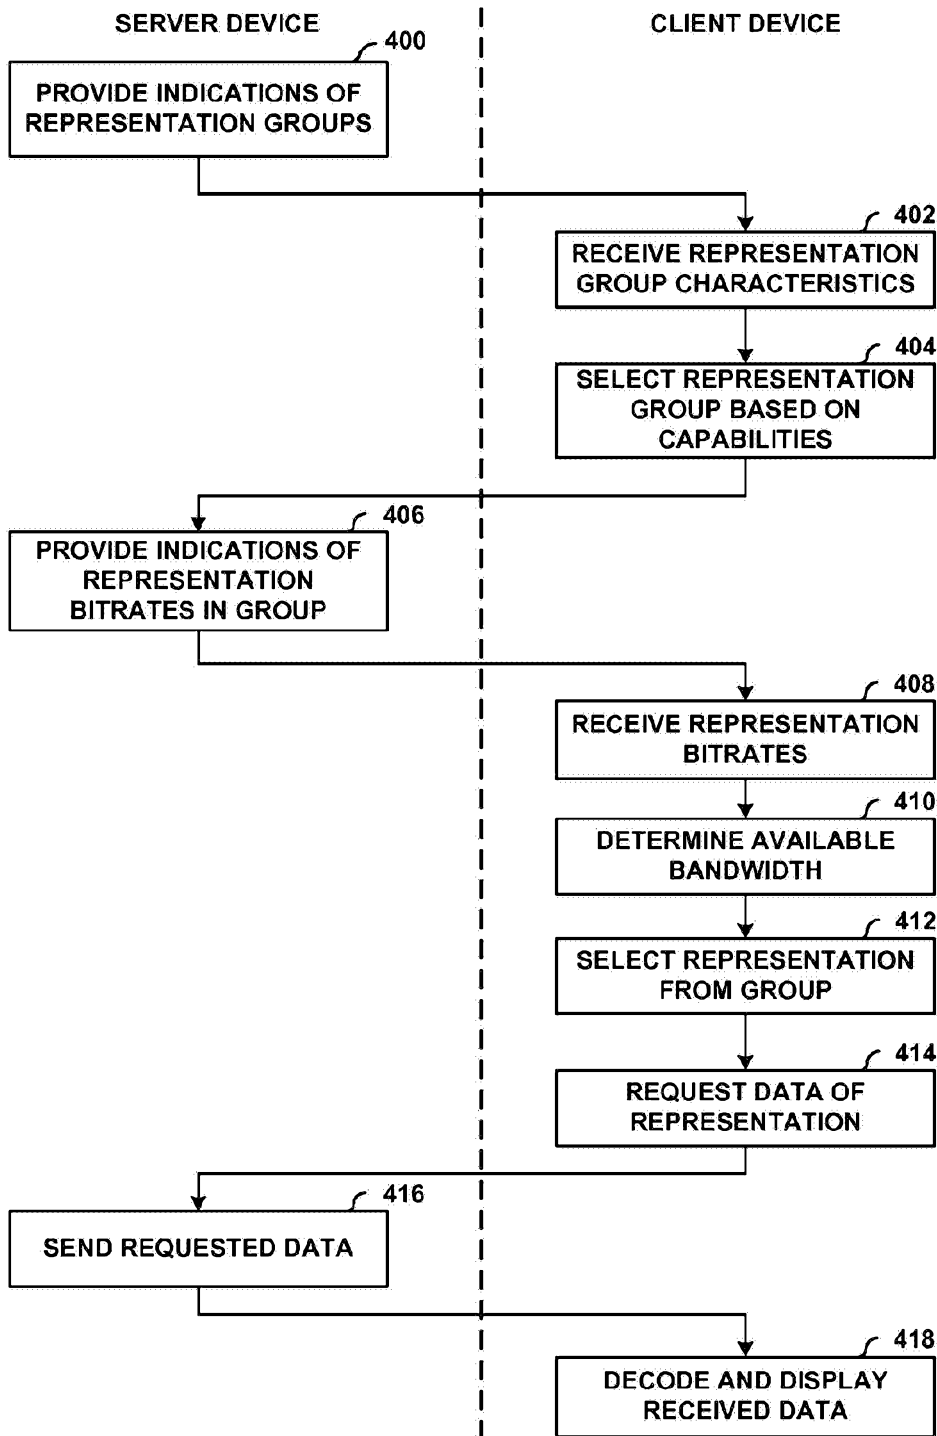 SERVER DEVICE
CLIENT DEVICE
400
PROVIDE INDICATIONS OF
REPRESENTATION GROUPS
402
RECEIVE REPRESENTATION
GROUP CHARACTERISTICS
404
SELECT REPRESENTATION
GROUP BASED ON
CAPABILITIES
406
PROVIDE INDICATIONS OF
REPRESENTATION
BITRATES IN GROUP
408
RECEIVE REPRESENTATION
BITRATES
410
DETERMINE AVAILABLE
BANDWIDTH
412
SELECT REPRESENTATION
FROM GROUP
414
REQUEST DATA OF
REPRESENTATION
416
SEND REQUESTED DATA
418
DECODE AND DISPLAY
RECEIVED DATA